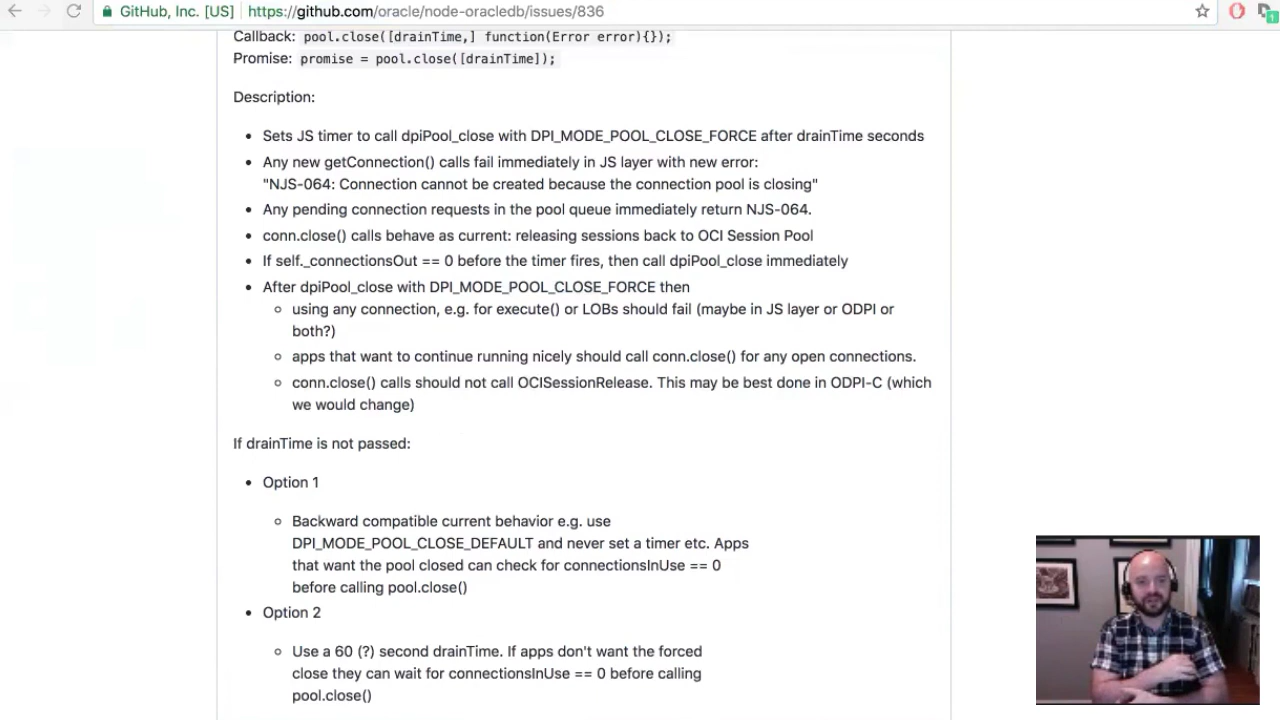 GitHub, Inc. [US]
https://github.com/oracle/node-oracledb/issues/836
1
Callback: pool.close([drainTime,] function(Error error){});
Promise: promise = pool.close([drainTime]);
Description:
Sets JS timer to call dpiPool_close with DPI_MODE_POOL_CLOSE_FORCE after drainTime seconds
Any new getConnection() calls fail immediately in JS layer with new error:
"NJS-064: Connection cannot be created because the connection pool is closing"
Any pending connection requests in the pool queue immediately return NJS-064.
conn.close() calls behave as current: releasing sessions back to OCI Session Pool
If self._connectionsOut == 0 before the timer fires, then call dpiPool_close immediately
After dpiPool_close with DPI_MODE_POOL_CLOSE_FORCE then
using any connection, e.g. for execute() or LOBs should fail (maybe in JS layer or ODPI or
both?)
apps that want to continue running nicely should call conn.close() for any open connections.
conn.close() calls should not call OCISessionRelease. This may be best done in ODPI-C (which
we would change)
If drainTime is not passed:
Option 1
Backward compatible current behavior e.g. use
DPI_MODE_POOL_CLOSE_DEFAULT and never set a timer etc. Apps
that want the pool closed can check for connectionsInUse == 0
before calling pool.close()
Option 2
Use a 60 (?) second drainTime. If apps don't want the forced
close they can wait for connectionsInUse == 0 before calling
pool.close()